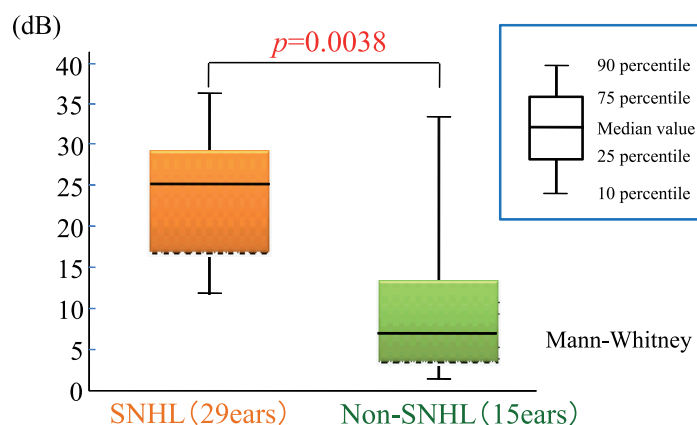 (dB)
p=0.0038
40
35
30
25
20
15
10
5
0
SNHL (29ears)
Non-SNHL (15ears)
90 percentile
75 percentile
Median value
25 percentile
10 percentile
Mann-Whitney